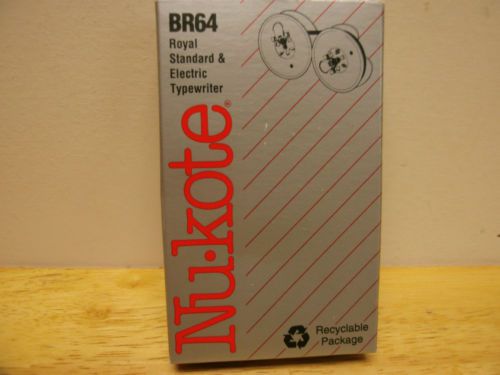 BR64
Royal
Standard &
Electric
Typewriter
Nu·kote®
Recyclable
Package